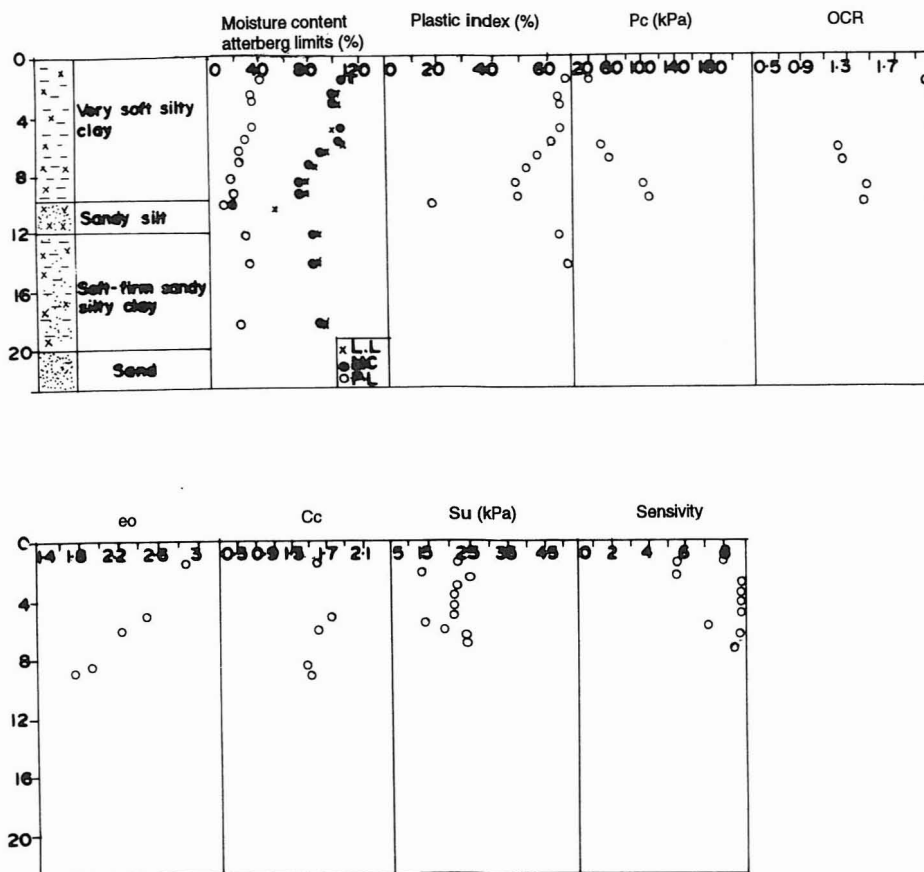 Moisture content
atterberg limits (%)
Plastic index (%)
Pc (kPa)
OCR
0 40 80 120
0 20 60
20 60 100 140 180
0·5 0·9 1·3 1·7
0
4
8
12
16
20
Very soft silty
clay
Sandy silt
Soft-firm sandy
silty clay
Sand
x L.L
MC
PL
eo
Cc
Su (kPa)
Sensivity
1·4 1·8 2·2 2·6 3
0·5 0·9 1·3 1·7 2·1
5 15 25 35 45
0 2 4 6 8
0
4
8
12
16
20